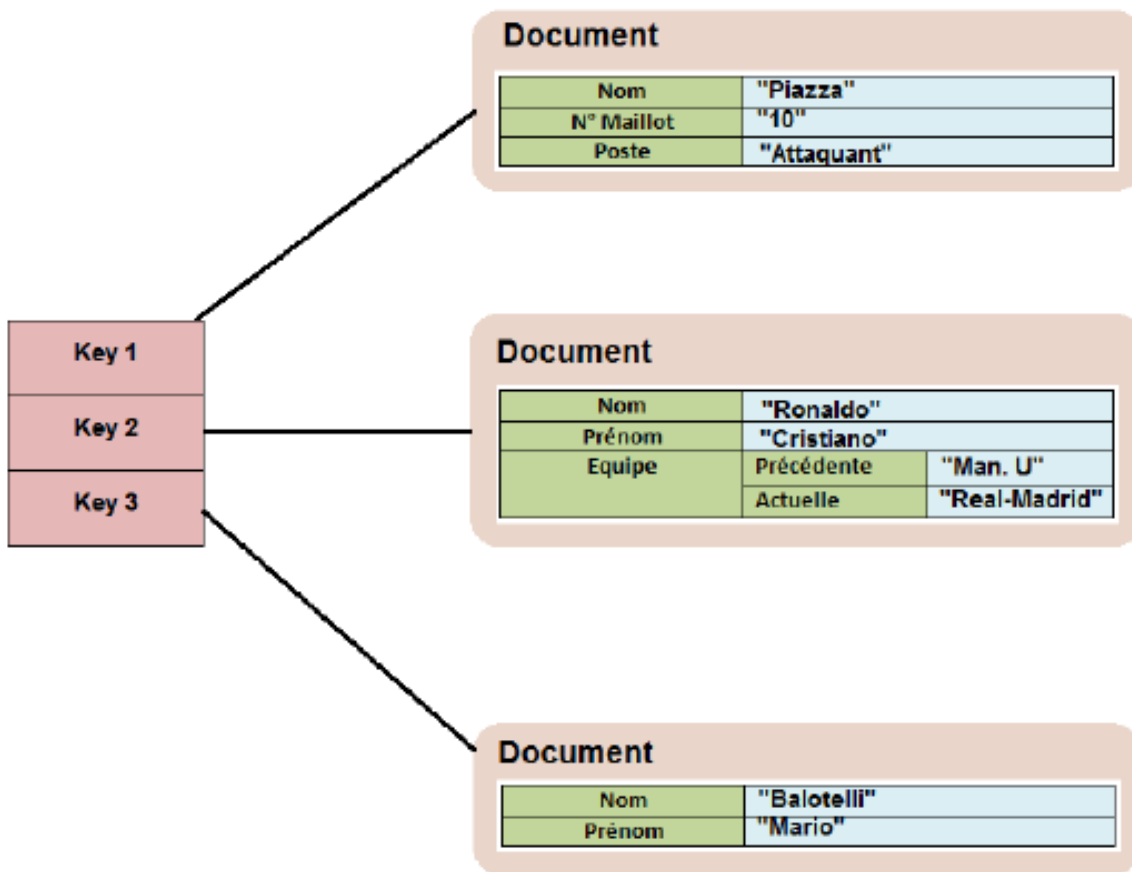 Document
Nom "Piazza"
N° Maillot "10"
Poste "Attaquant"
Key 1
Key 2
Key 3
Document
Nom "Ronaldo"
Prénom "Cristiano"
Equipe Précédente "Man. U"
Actuelle "Real-Madrid"
Document
Nom "Balotelli"
Prénom "Mario"